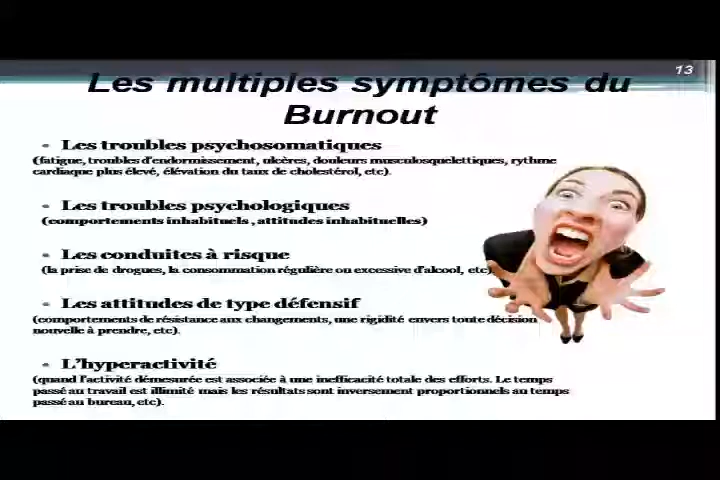 13
Les multiples symptômes du
Burnout
Les troubles psychosomatiques
(fatigue, troubles d'endormissement, ulcères, douleurs musculosquelettiques, rythme
cardiaque plus élevé, élévation du taux de cholestérol, etc).
Les troubles psychologiques
(comportements inhabituels , attitudes inhabituelles)
Les conduites à risque
(la prise de drogues, la consommation régulière ou excessive d'alcool, etc)
Les attitudes de type défensif
(comportements de résistance aux changements, une rigidité envers toute décision
nouvelle à prendre, etc).
L'hyperactivité
(quand l'activité démesurée est associée à une inefficacité totale des efforts. Le temps
passé au travail est illimité mais les résultats sont inversement proportionnels au temps
passé au bureau, etc).